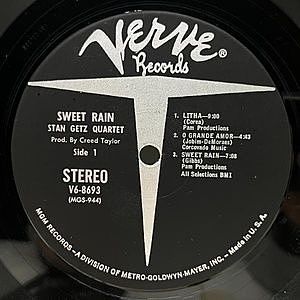 Verve®
Records
SWEET RAIN
STAN GETZ QUARTET
Prod. By Creed Taylor
Side 1
STEREO
V6-8693
(MGS-944)
1. LITHA—9:00
(Corea)
Pam Productions
2. O GRANDE AMOR—4:43
(Jobim-DeMoraes)
Corcovado Music
3. SWEET RAIN—7:08
(Gibbs)
Pam Productions
All Selections BMI
MGM RECORDS—A DIVISION OF METRO-GOLDWYN-MAYER, INC.—Made in U.S.A.